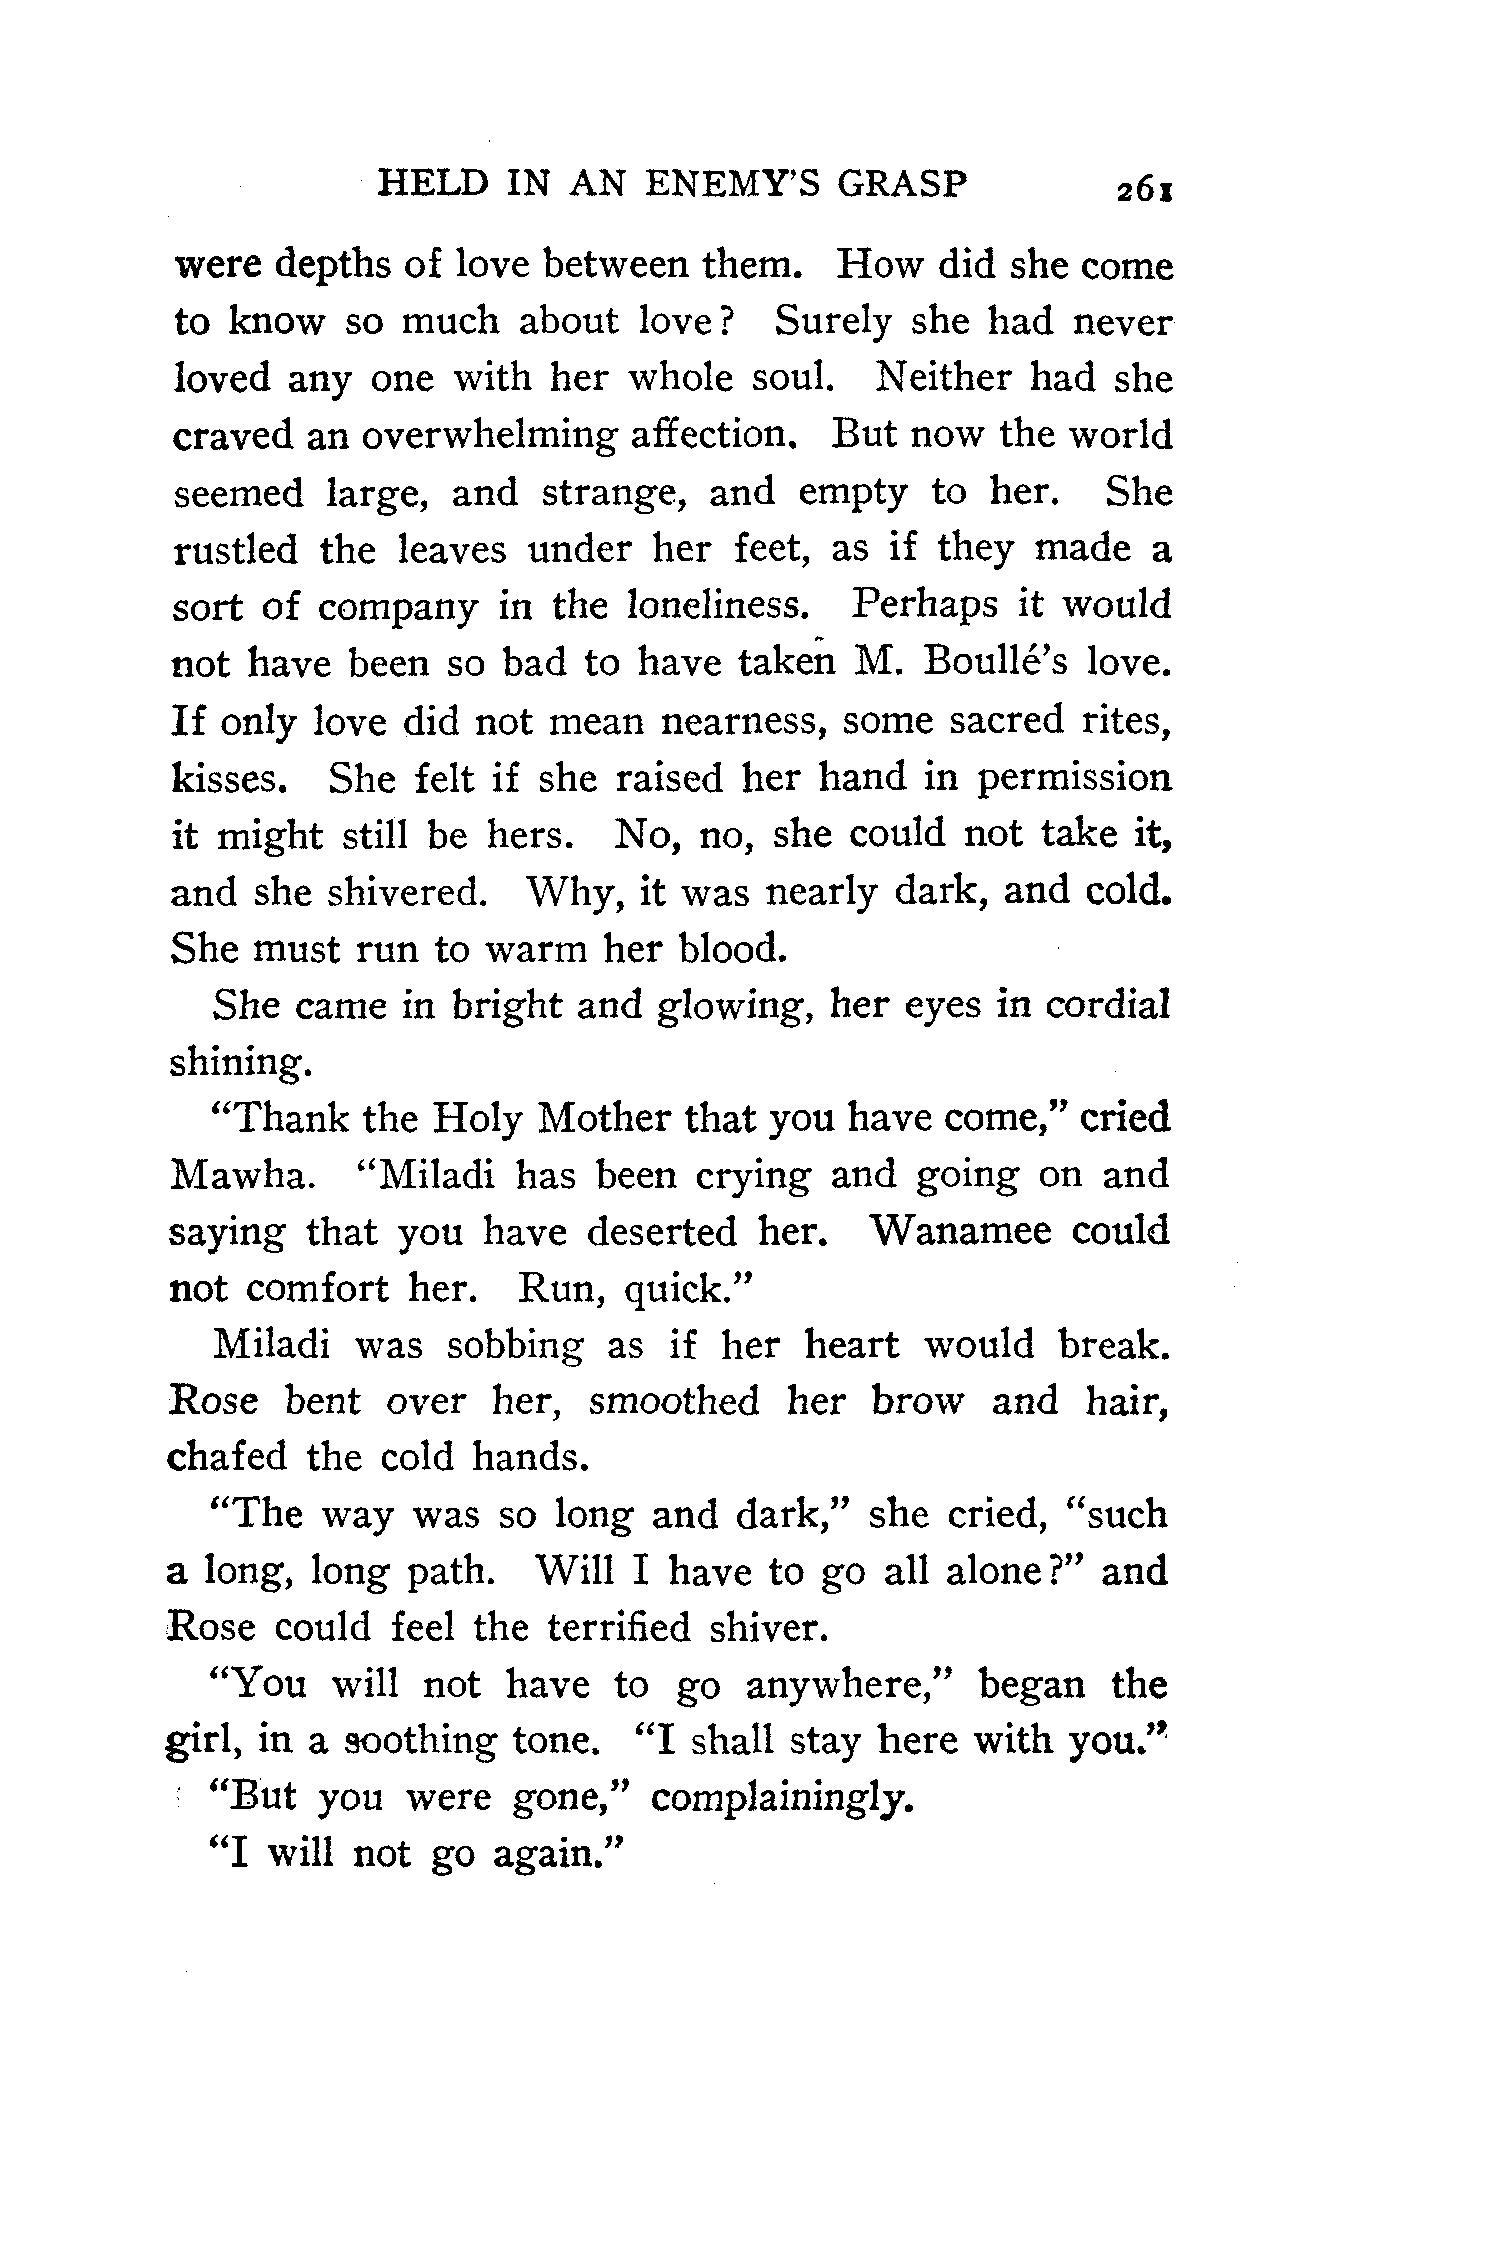 HELD IN AN ENEMY'S GRASP 261
were depths of love between them. How did she come
to know so much about love? Surely she had never
loved any one with her whole soul. Neither had she
craved an overwhelming affection. But now the world
seemed large, and strange, and empty to her. She
rustled the leaves under her feet, as if they made a
sort of company in the loneliness. Perhaps it would
not have been so bad to have taken M. Boullé's love.
If only love did not mean nearness, some sacred rites,
kisses. She felt if she raised her hand in permission
it might still be hers. No, no, she could not take it,
and she shivered. Why, it was nearly dark, and cold.
She must run to warm her blood.
She came in bright and glowing, her eyes in cordial
shining.
“Thank the Holy Mother that you have come,” cried
Mawha. “Miladi has been crying and going on and
saying that you have deserted her. Wanamee could
not comfort her. Run, quick.”
Miladi was sobbing as if her heart would break.
Rose bent over her, smoothed her brow and hair,
chafed the cold hands.
“The way was so long and dark,” she cried, “such
a long, long path. Will I have to go all alone?” and
Rose could feel the terrified shiver.
“You will not have to go anywhere,” began the
girl, in a soothing tone. “I shall stay here with you.”
“But you were gone,” complainingly.
“I will not go again.”